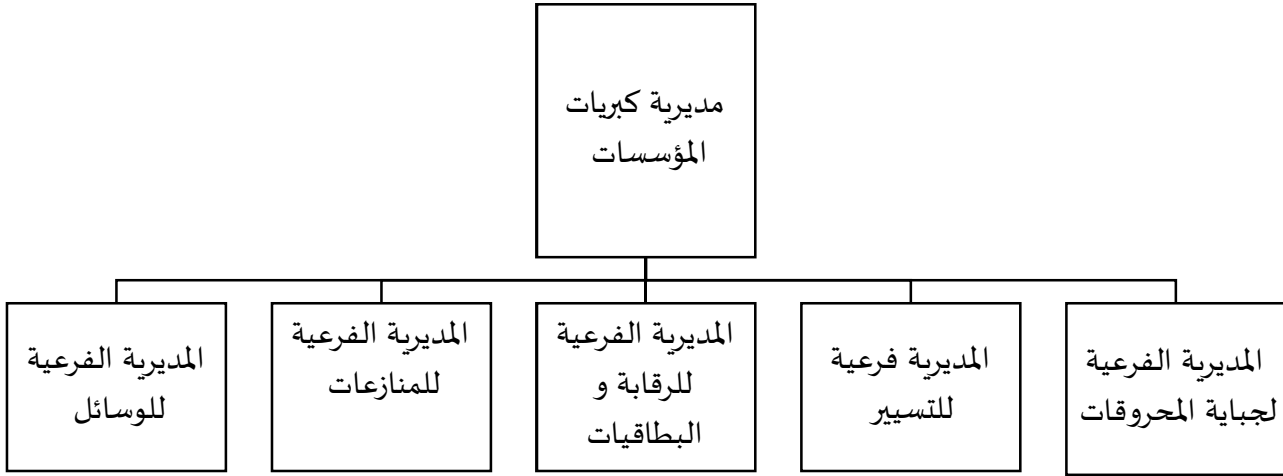 مديرية كبريات
المؤسسات
المديرية الفرعية
لجباية المحروقات
المديرية فرعية
للتسيير
المديرية الفرعية
للرقابة و
البطاقيات
المديرية الفرعية
للمنازعات
المديرية الفرعية
للوسائل